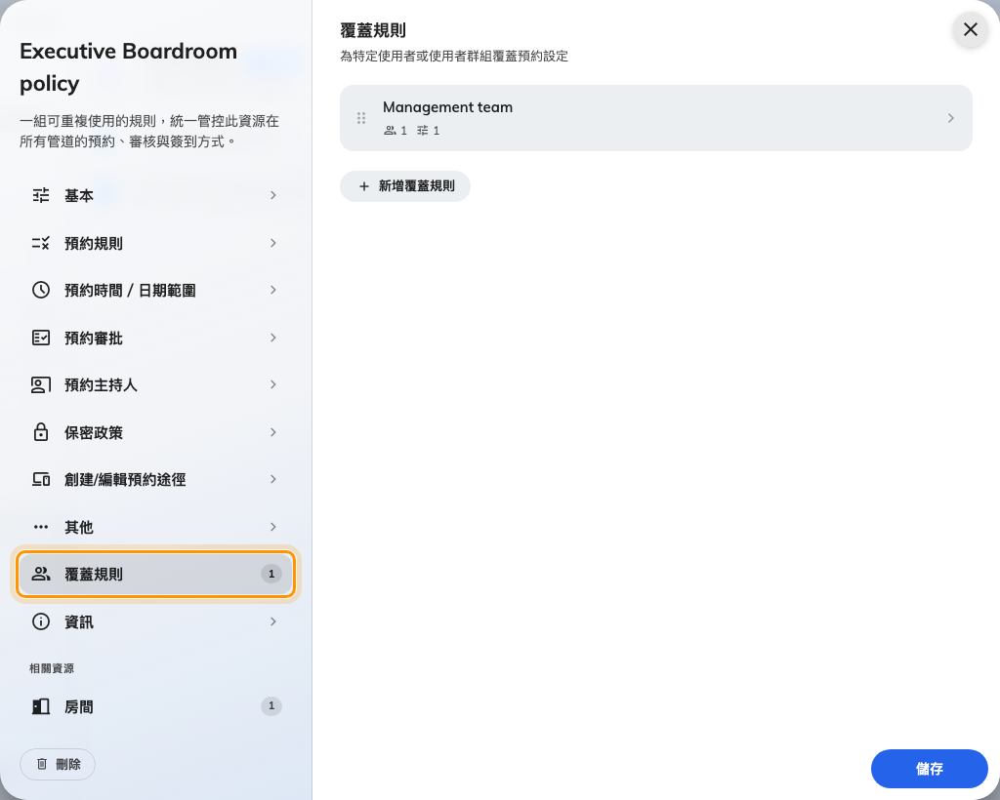 Executive Boardroom
policy
一組可重複使用的規則，統一管控此資源在
所有管道的預約、審核與簽到方式。
基本
預約規則
預約時間 / 日期範圍
預約審批
預約主持人
保密政策
創建/編輯預約途徑
其他
覆蓋規則
1
資訊
相關資源
房間
1
刪除
覆蓋規則
為特定使用者或使用者群組覆蓋預約設定
Management team
1 1
新增覆蓋規則
儲存